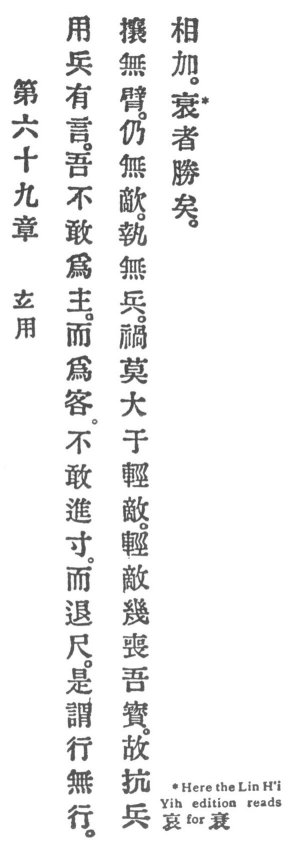 第六十九章 玄用
用兵有言。吾不敢爲主。而爲客。不敢進寸。而退尺。是謂行無行。
攘無臂。仍無敵。執無兵。禍莫大于輕敵。輕敵幾喪吾寶。故抗兵
相加。衰*者勝矣。
* Here the Lin H'i
Yih edition reads
哀 for 衰